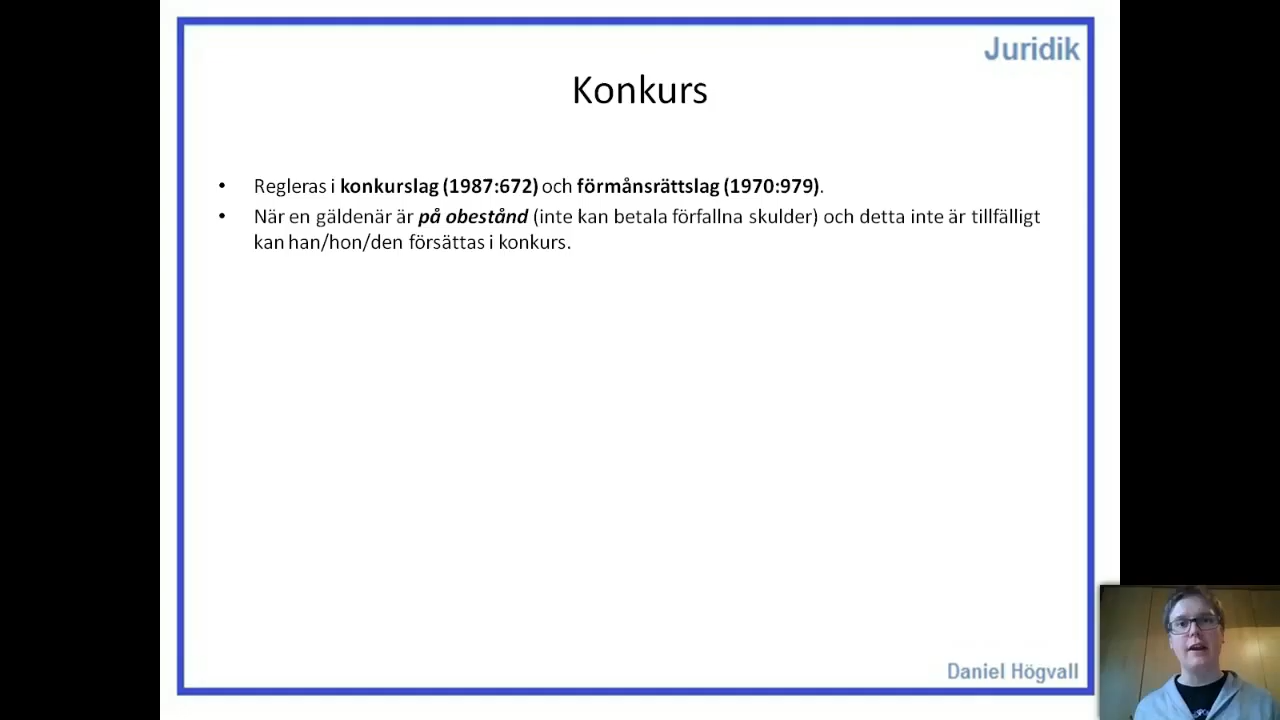 Juridik
Konkurs
• Regleras i konkurslag (1987:672) och förmånsrättslag (1970:979).
• När en gäldenär är på obestånd (inte kan betala förfallna skulder) och detta inte är tillfälligt
kan han/hon/den försättas i konkurs.
Daniel Högvall